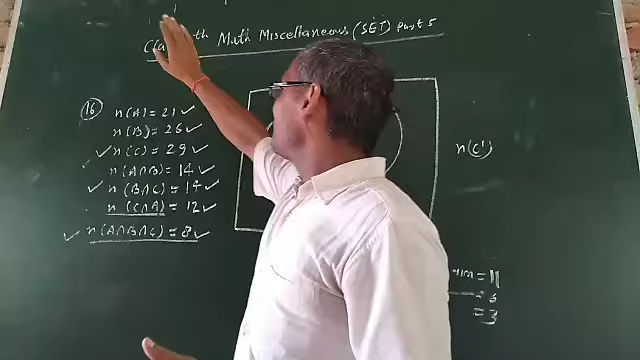 Math Miscellaneous (SET) Part 5
16 n(A) = 21 ✓
n(B) = 26 ✓
✓ n(C) = 29 ✓
n(A∩B) = 14 ✓
✓ n(B∩C) = 14 ✓
n(C∩A) = 12 ✓
✓ n(A∩B∩C) = 8 ✓
n(C')
= 11
= 3